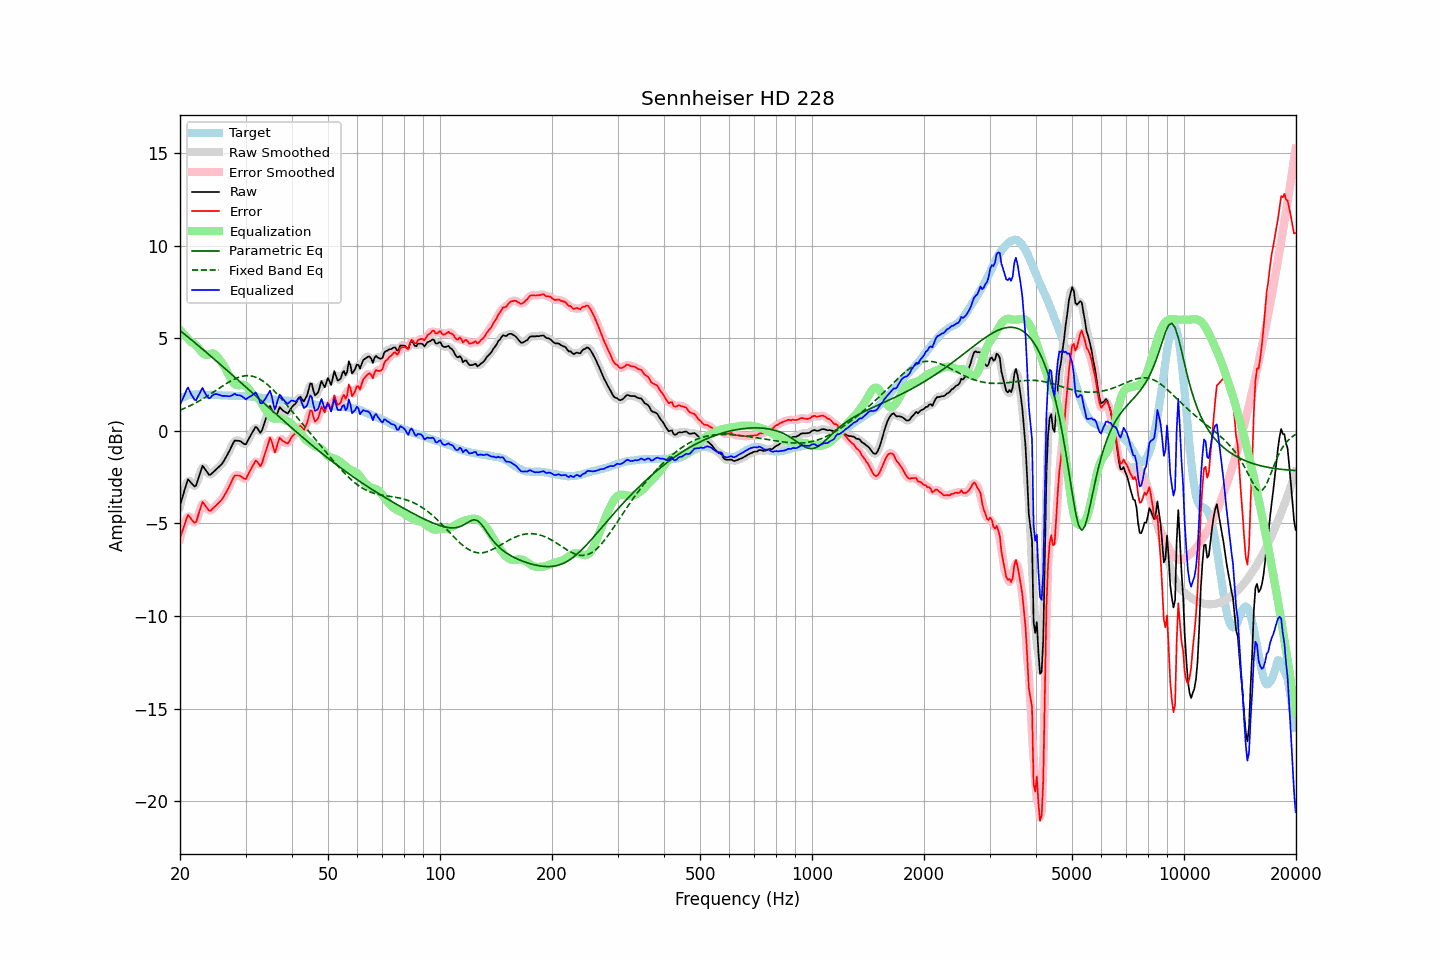 Sennheiser HD 228
Target
Raw Smoothed
Error Smoothed
Raw
Error
Equalization
Parametric Eq
Fixed Band Eq
Equalized
15
10
5
0
−5
−10
−15
−20
Amplitude (dBr)
20
50
100
200
500
1000
2000
5000
10000
20000
Frequency (Hz)